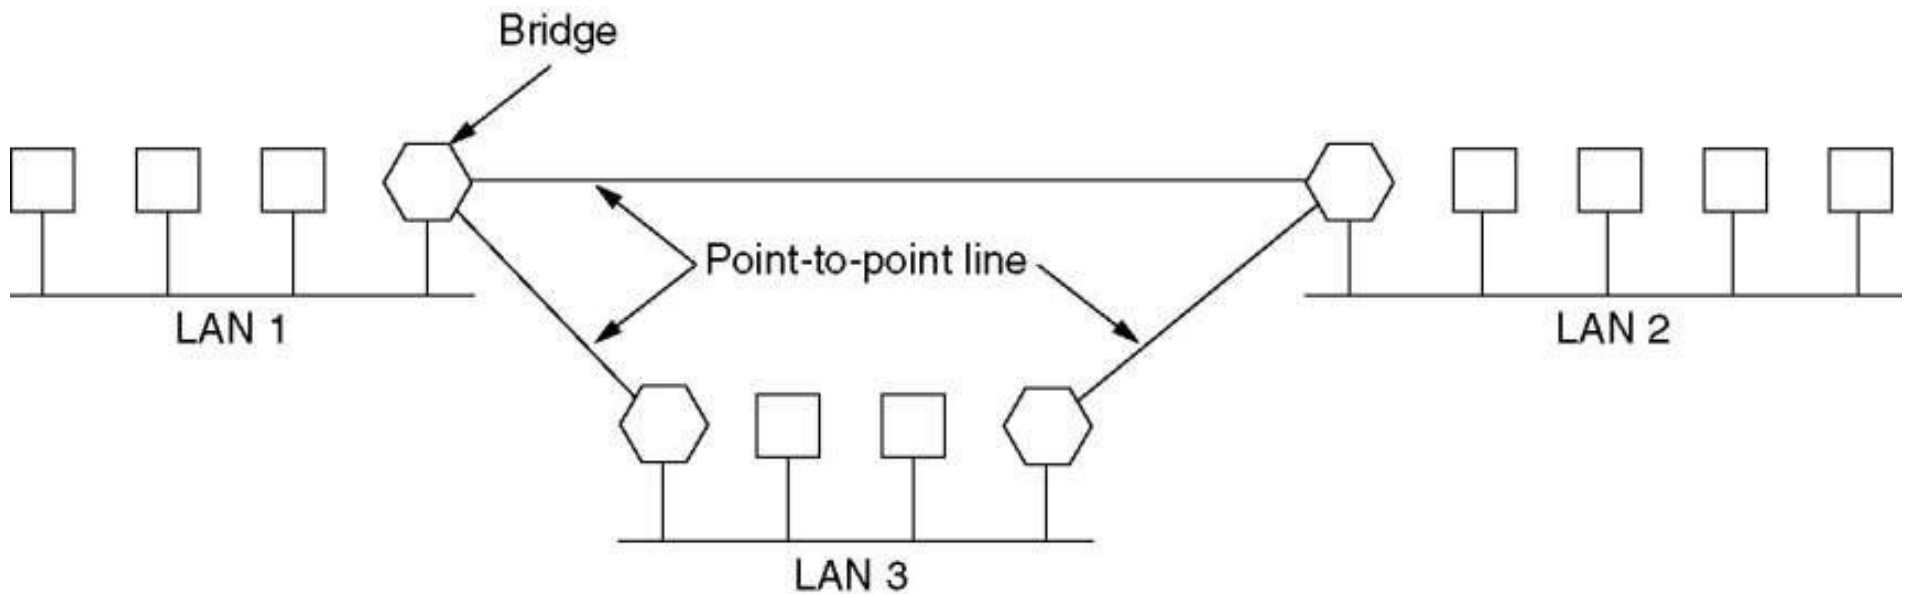 Bridge
Point-to-point line
LAN 1
LAN 2
LAN 3